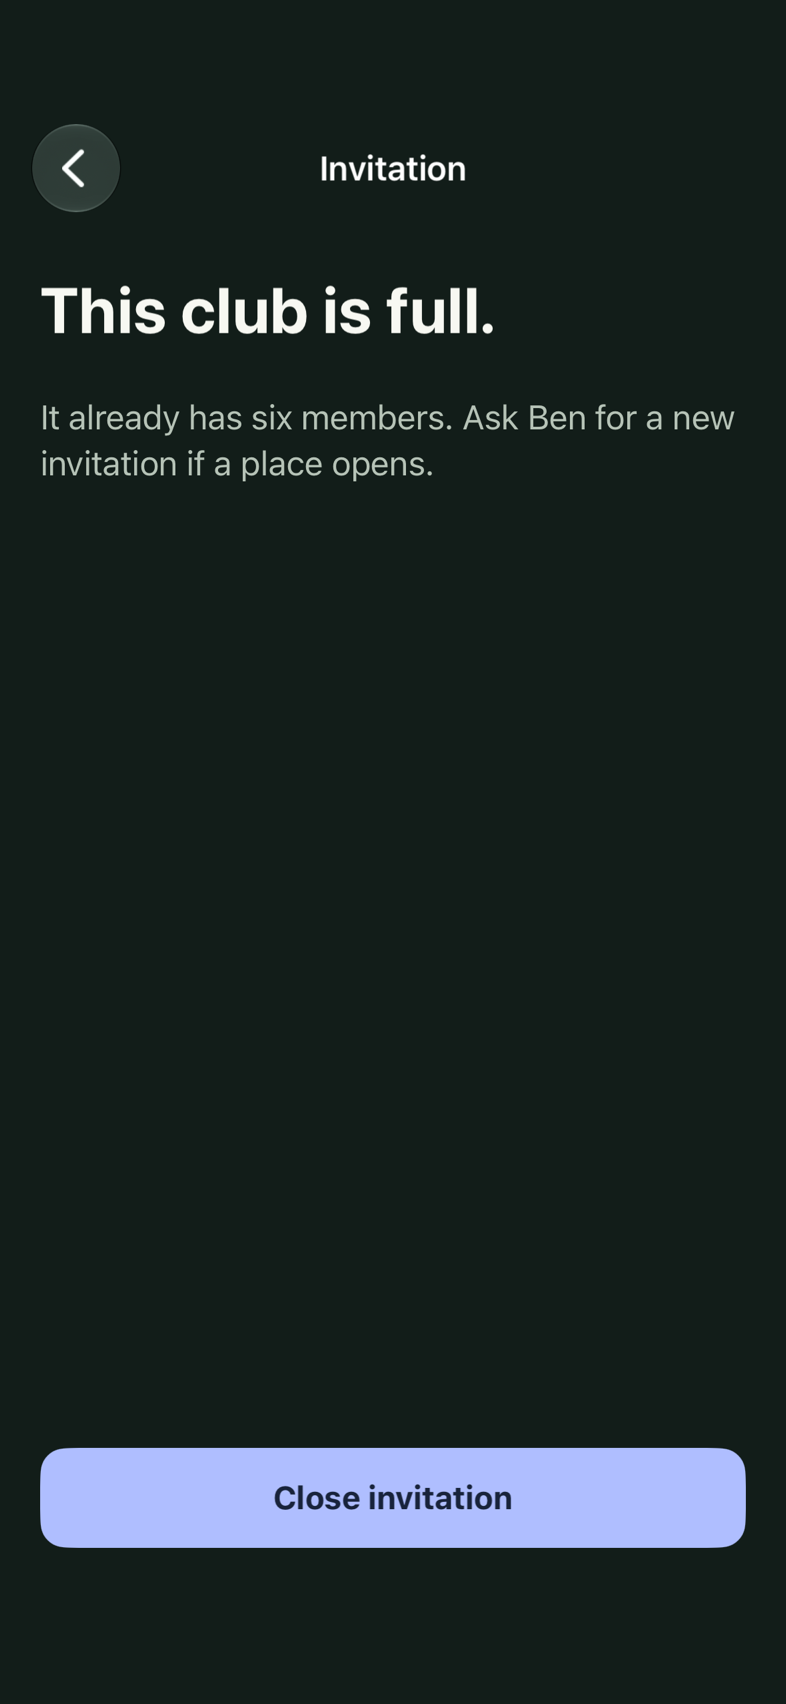 Invitation
This club is full.
It already has six members. Ask Ben for a new
invitation if a place opens.
Close invitation